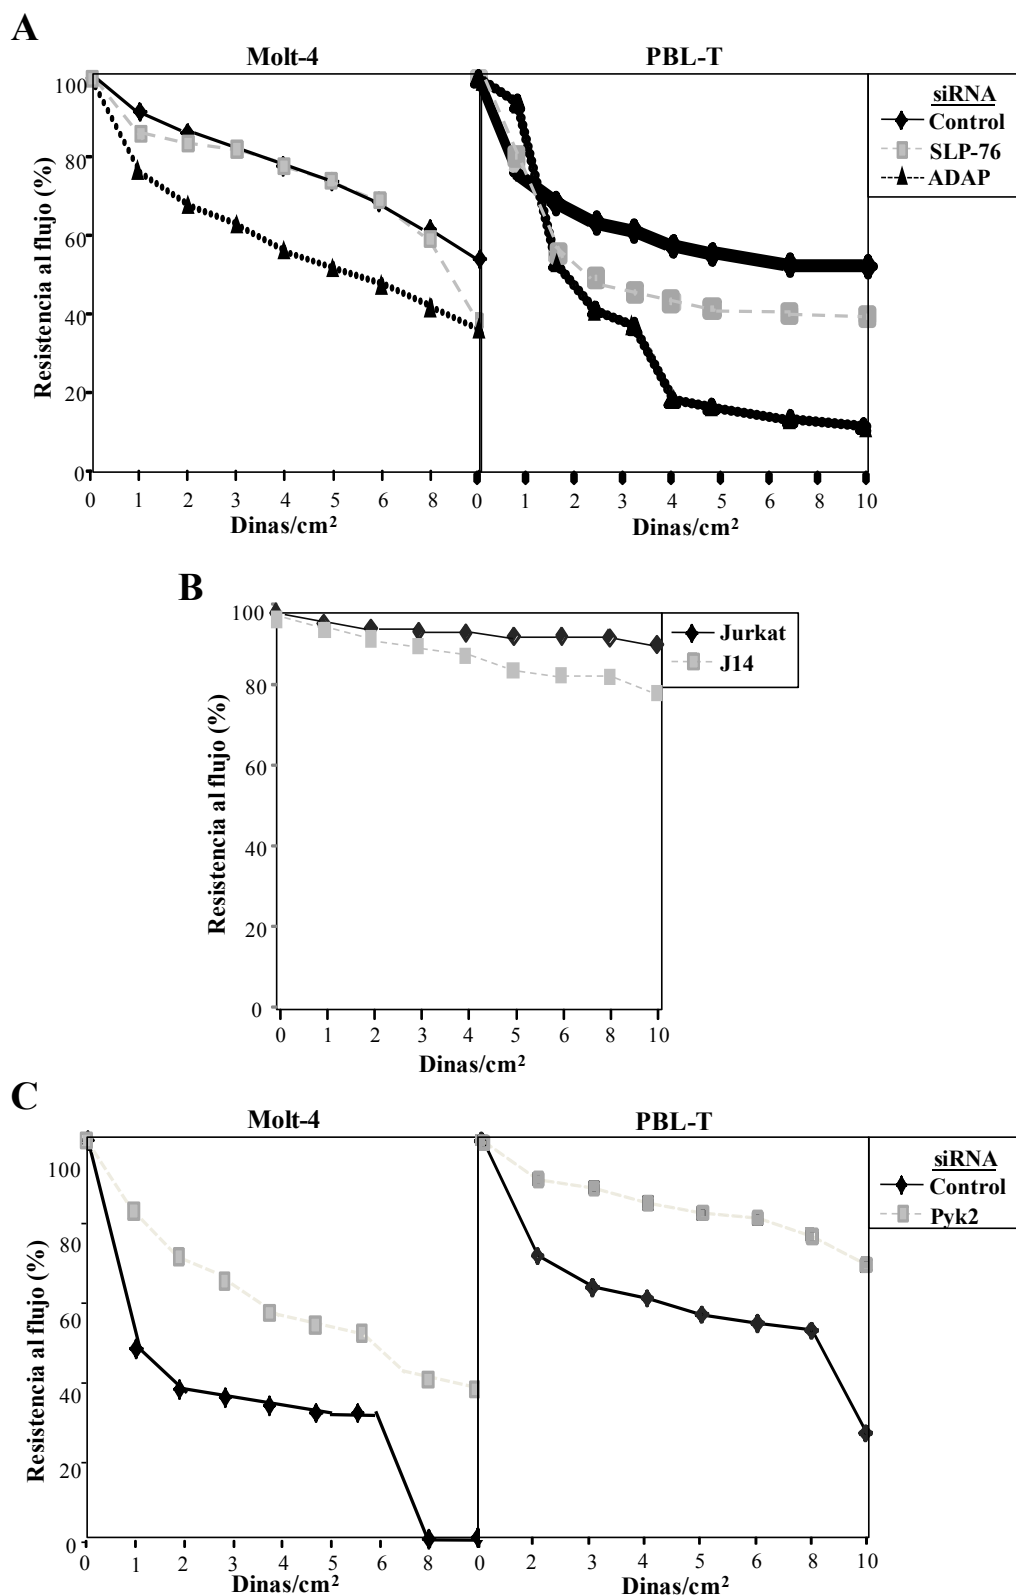 A
Molt-4
PBL-T
siRNA
Control
SLP-76
ADAP
Resistencia al flujo (%)
100
80
60
40
20
0
0 1 2 3 4 5 6 8 0 1 2 3 4 5 6 8 10
Dinas/cm²
Dinas/cm²
B
Jurkat
J14
Resistencia al flujo (%)
100
80
60
40
20
0
0 1 2 3 4 5 6 8 10
Dinas/cm²
C
Molt-4
PBL-T
siRNA
Control
Pyk2
Resistencia al flujo (%)
100
80
60
40
20
0
0 1 2 3 4 5 6 8 0 2 3 4 5 6 8 10
Dinas/cm²
Dinas/cm²